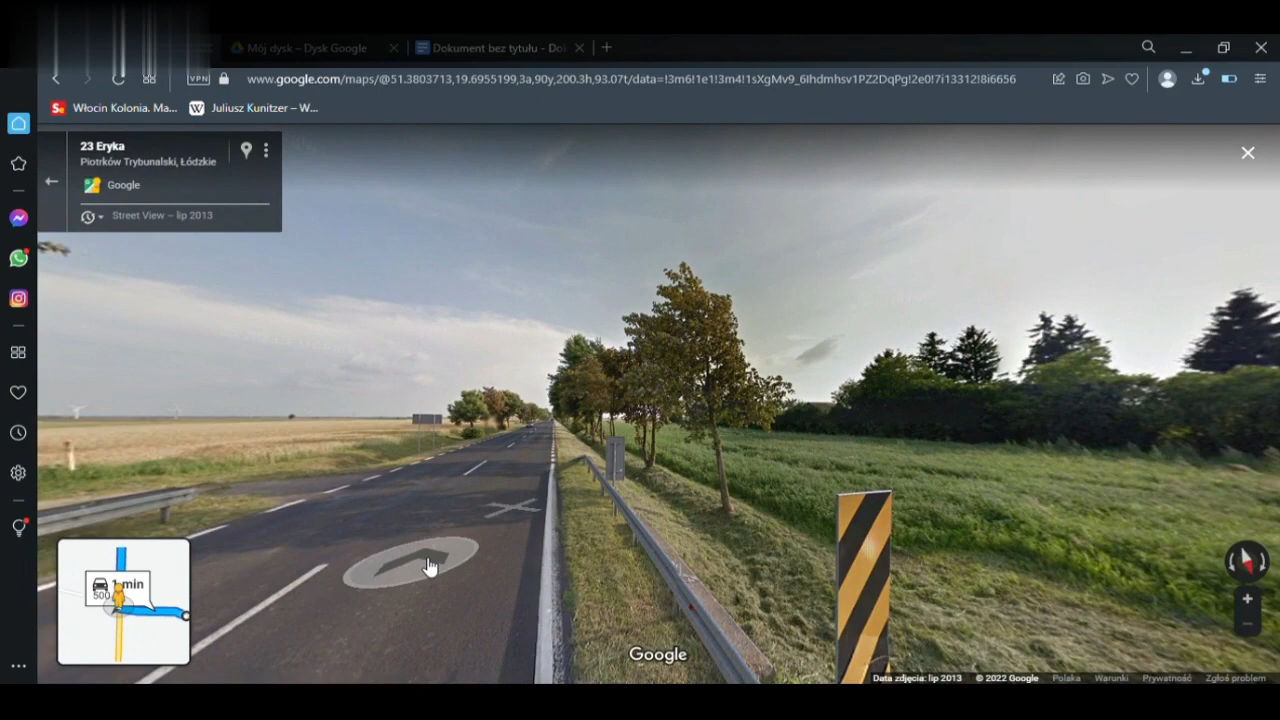 Mój dysk – Dysk Google
Dokument bez tytułu - Do
VPN
www.google.com/maps/@51.3803713,19.6955199,3a,90y,200.3h,93.07t/data=!3m6!1e1!3m4!1sXgMv9_6Ihdmhsv1PZ2DqPg!2e0!7i13312!8i6656
Włocin Kolonia. Ma...
Juliusz Kunitzer – W...
23 Eryka
Piotrków Trybunalski, Łódzkie
Google
Street View – lip 2013
1 min
500
Google
Data zdjęcia: lip 2013 © 2022 Google Polska Warunki Prywatność Zgłoś problem